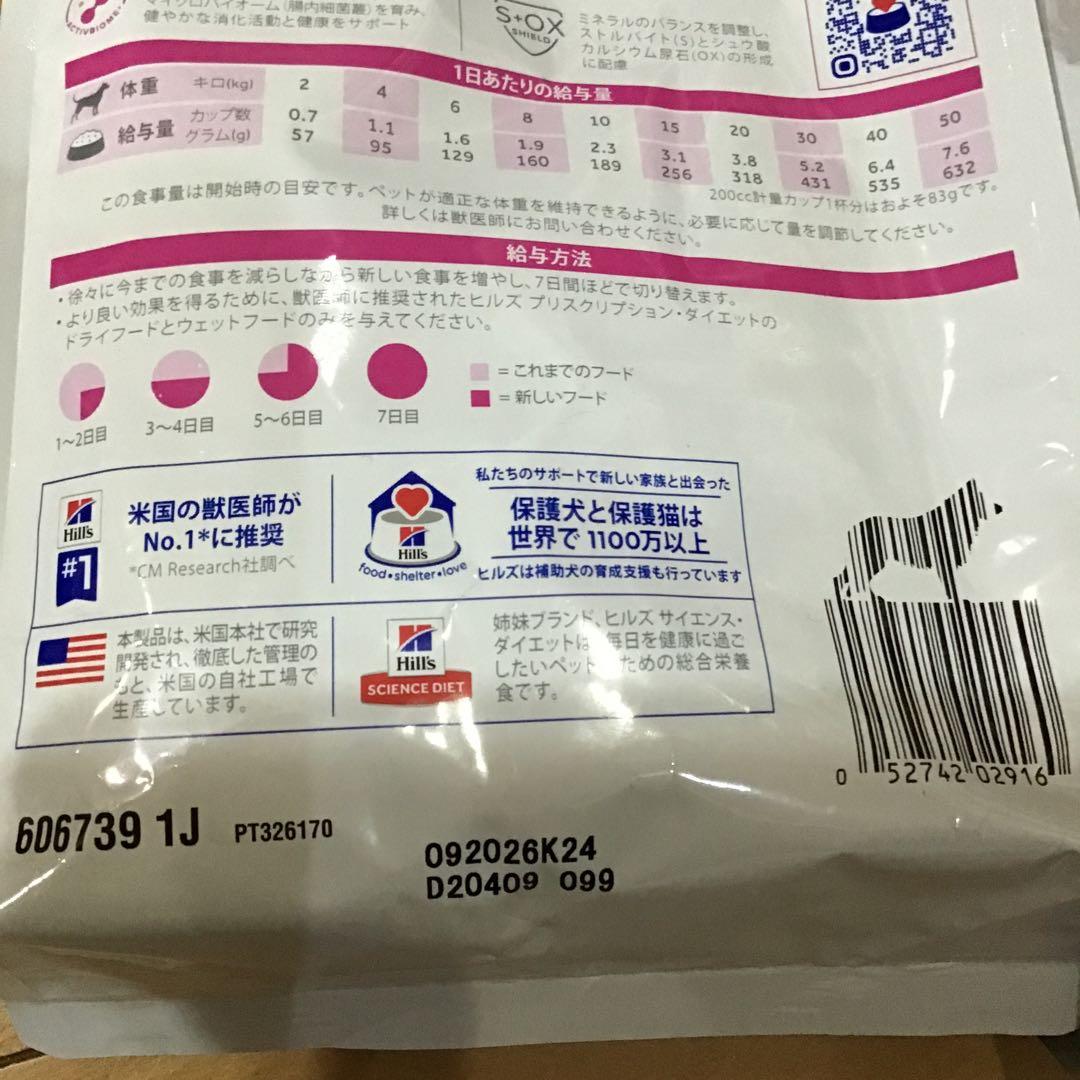 マイクロバイオーム(腸内細菌叢)を育み、
健やかな消化活動と健康をサポート
ACTIVBIOME+
S+OX
SHIELD
ミネラルのバランスを調整し、
ストルバイト(S)とシュウ酸
カルシウム尿石(OX)の形成
に配慮
1日あたりの給与量
体重 キロ(kg) 2 4 6 8 10 15 20 30 40 50
給与量 カップ数 0.7 1.1 1.6 1.9 2.3 3.1 3.8 5.2 6.4 7.6
グラム(g) 57 95 129 160 189 256 318 431 535 632
200cc計量カップ1杯分はおよそ83gです。
この食事量は開始時の目安です。ペットが適正な体重を維持できるように、必要に応じて量を調節してください。
詳しくは獣医師にお問い合わせください。
給与方法
・徐々に今までの食事を減らしながら新しい食事を増やし、7日間ほどで切り替えます。
・より良い効果を得るために、獣医師に推奨されたヒルズ プリスクリプション・ダイエットの
ドライフードとウェットフードのみを与えてください。
= これまでのフード
= 新しいフード
1〜2日目 3〜4日目 5〜6日目 7日目
Hill's
#1
米国の獣医師が
No.1*に推奨
*CM Research社調べ
Hill's
food•shelter•love
私たちのサポートで新しい家族と出会った
保護犬と保護猫は
世界で 1100万以上
ヒルズは補助犬の育成支援も行っています
本製品は、米国本社で研究
開発され、徹底した管理の
もと、米国の自社工場で
生産しています。
Hill's
SCIENCE DIET
姉妹ブランド、ヒルズ サイエンス・
ダイエットは、毎日を健康に過ご
したいペットのための総合栄養
食です。
0 52742 02916
606739 1J PT326170
092026K24
D20409 099